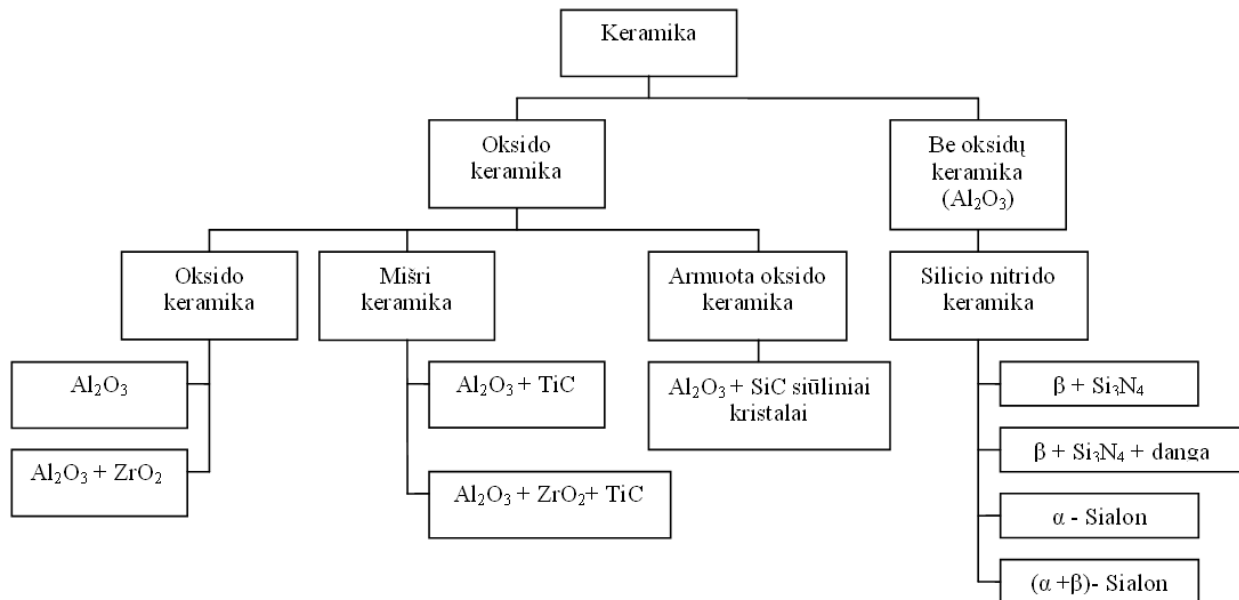 Keramika
Oksido
keramika
Be oksidų
keramika
(Al₂O₃)
Oksido
keramika
Mišri
keramika
Armuota oksido
keramika
Silicio nitrido
keramika
Al₂O₃
Al₂O₃ + ZrO₂
Al₂O₃ + TiC
Al₂O₃ + ZrO₂+ TiC
Al₂O₃ + SiC siūliniai
kristalai
β + Si₃N₄
β + Si₃N₄ + danga
α - Sialon
(α +β)- Sialon